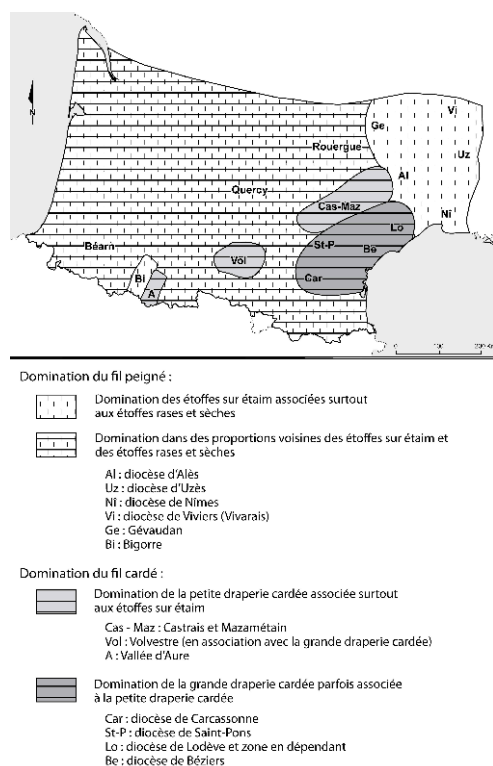 N
Vi
Ge
Rouergue
Uz
Al
Quercy
Cas-Maz
Ni
Lo
St-P
Be
Béarn
Vol
Bi
Car
A
0 100 200 Km
Domination du fil peigné :
Domination des étoffes sur étaim associées surtout
aux étoffes rases et sèches
Domination dans des proportions voisines des étoffes sur étaim et
des étoffes rases et sèches
Al : diocèse d'Alès
Uz : diocèse d'Uzès
Ni : diocèse de Nîmes
Vi : diocèse de Viviers (Vivarais)
Ge : Gévaudan
Bi : Bigorre
Domination du fil cardé :
Domination de la petite draperie cardée associée surtout
aux étoffes sur étaim
Cas - Maz : Castrais et Mazamétain
Vol : Volvestre (en association avec la grande draperie cardée)
A : Vallée d'Aure
Domination de la grande draperie cardée parfois associée
à la petite draperie cardée
Car : diocèse de Carcassonne
St-P : diocèse de Saint-Pons
Lo : diocèse de Lodève et zone en dépendant
Be : diocèse de Béziers